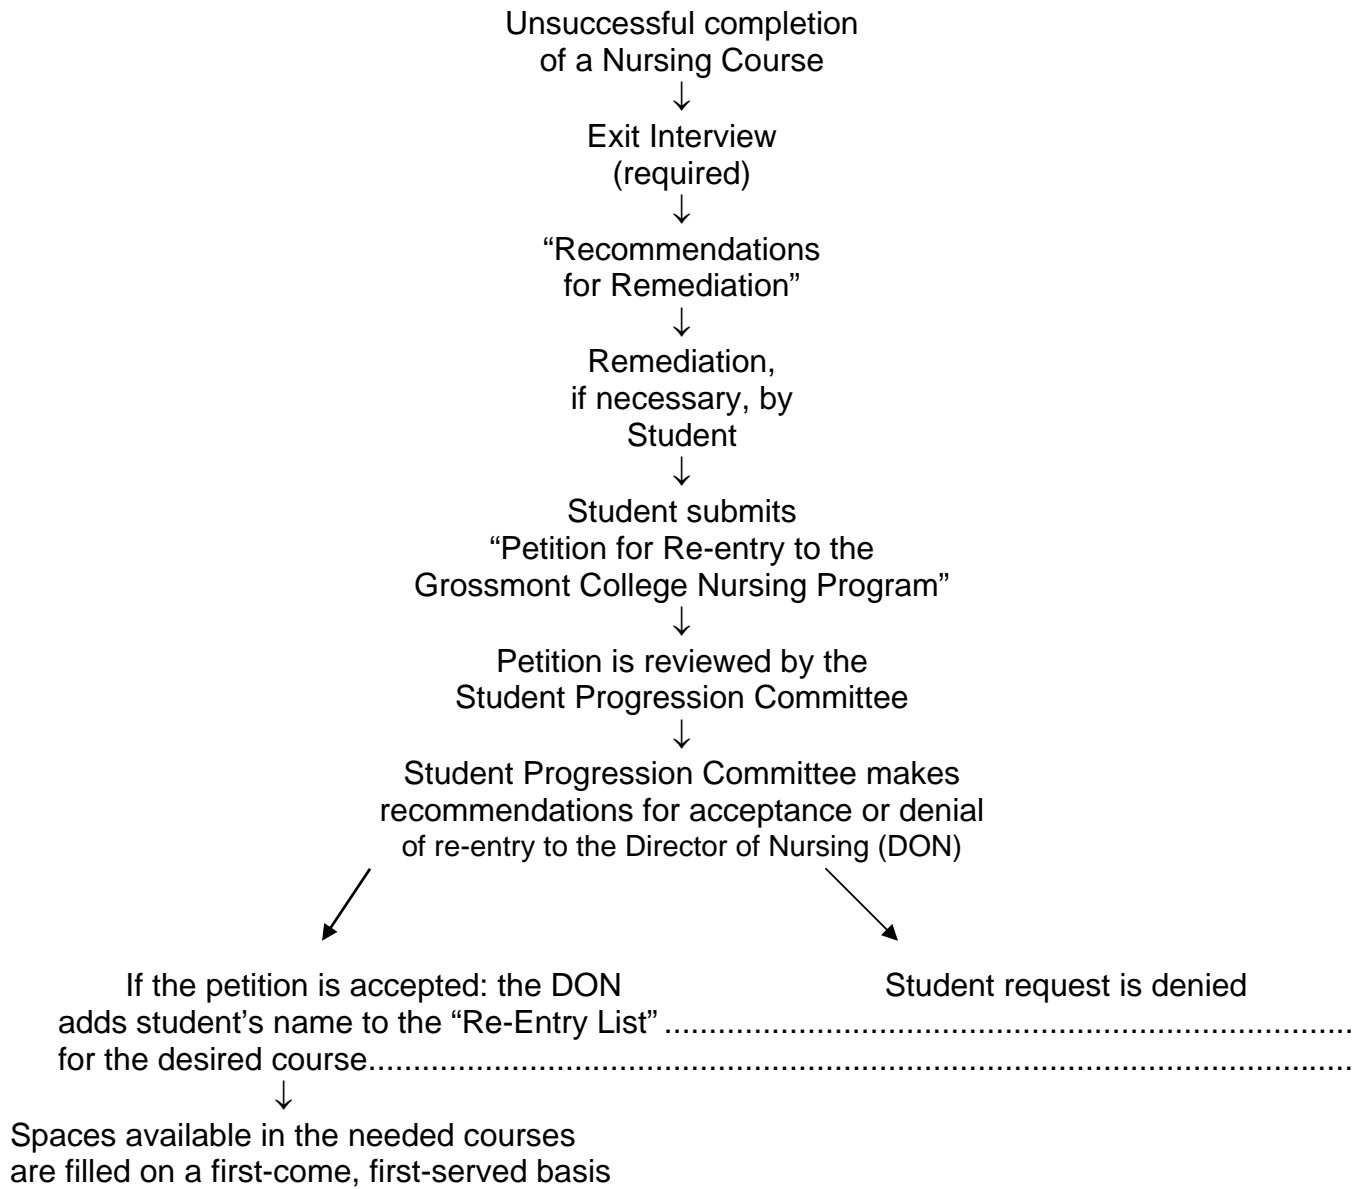 Unsuccessful completion
of a Nursing Course
↓
Exit Interview
(required)
↓
“Recommendations
for Remediation”
↓
Remediation,
if necessary, by
Student
↓
Student submits
“Petition for Re-entry to the
Grossmont College Nursing Program”
↓
Petition is reviewed by the
Student Progression Committee
↓
Student Progression Committee makes
recommendations for acceptance or denial
of re-entry to the Director of Nursing (DON)
If the petition is accepted: the DON
adds student’s name to the “Re-Entry List” ..............................................................................
for the desired course................................................................................................................
↓
Spaces available in the needed courses
are filled on a first-come, first-served basis
Student request is denied